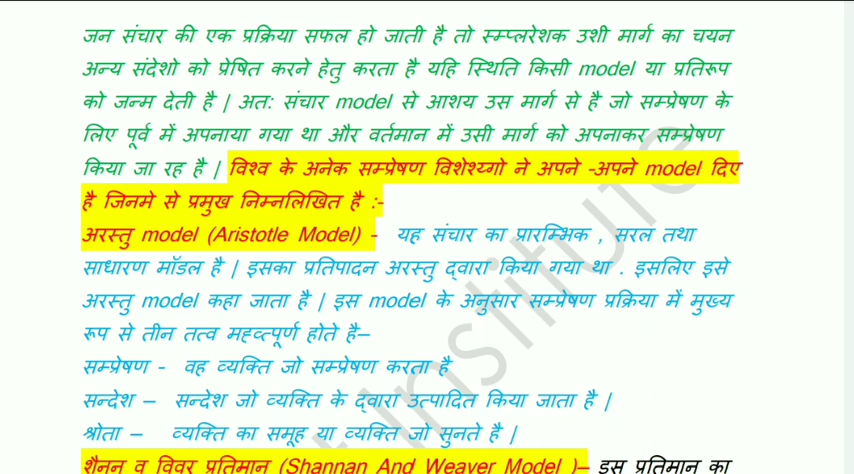 जन संचार की एक प्रक्रिया सफल हो जाती है तो स्म्प्लरेशक उशी मार्ग का चयन
अन्य संदेशो को प्रेषित करने हेतु करता है यहि स्थिति किसी model या प्रतिरूप
को जन्म देती है | अत: संचार model से आशय उस मार्ग से है जो सम्प्रेषण के
लिए पूर्व में अपनाया गया था और वर्तमान में उसी मार्ग को अपनाकर सम्प्रेषण
किया जा रह है | विश्व के अनेक सम्प्रेषण विशेश्य्गो ने अपने -अपने model दिए
है जिनमे से प्रमुख निम्नलिखित है :-
अरस्तु model (Aristotle Model) - यह संचार का प्रारम्भिक , सरल तथा
साधारण मॉडल है | इसका प्रतिपादन अरस्तु द्वारा किया गया था . इसलिए इसे
अरस्तु model कहा जाता है | इस model के अनुसार सम्प्रेषण प्रक्रिया में मुख्य
रूप से तीन तत्व महत्वपूर्ण होते है–
सम्प्रेषण - वह व्यक्ति जो सम्प्रेषण करता है
सन्देश – सन्देश जो व्यक्ति के द्वारा उत्पादित किया जाता है |
श्रोता – व्यक्ति का समूह या व्यक्ति जो सुनते है |
शैनन व विवर प्रतिमान (Shannan And Weaver Model )– इस प्रतिमान का
Institute